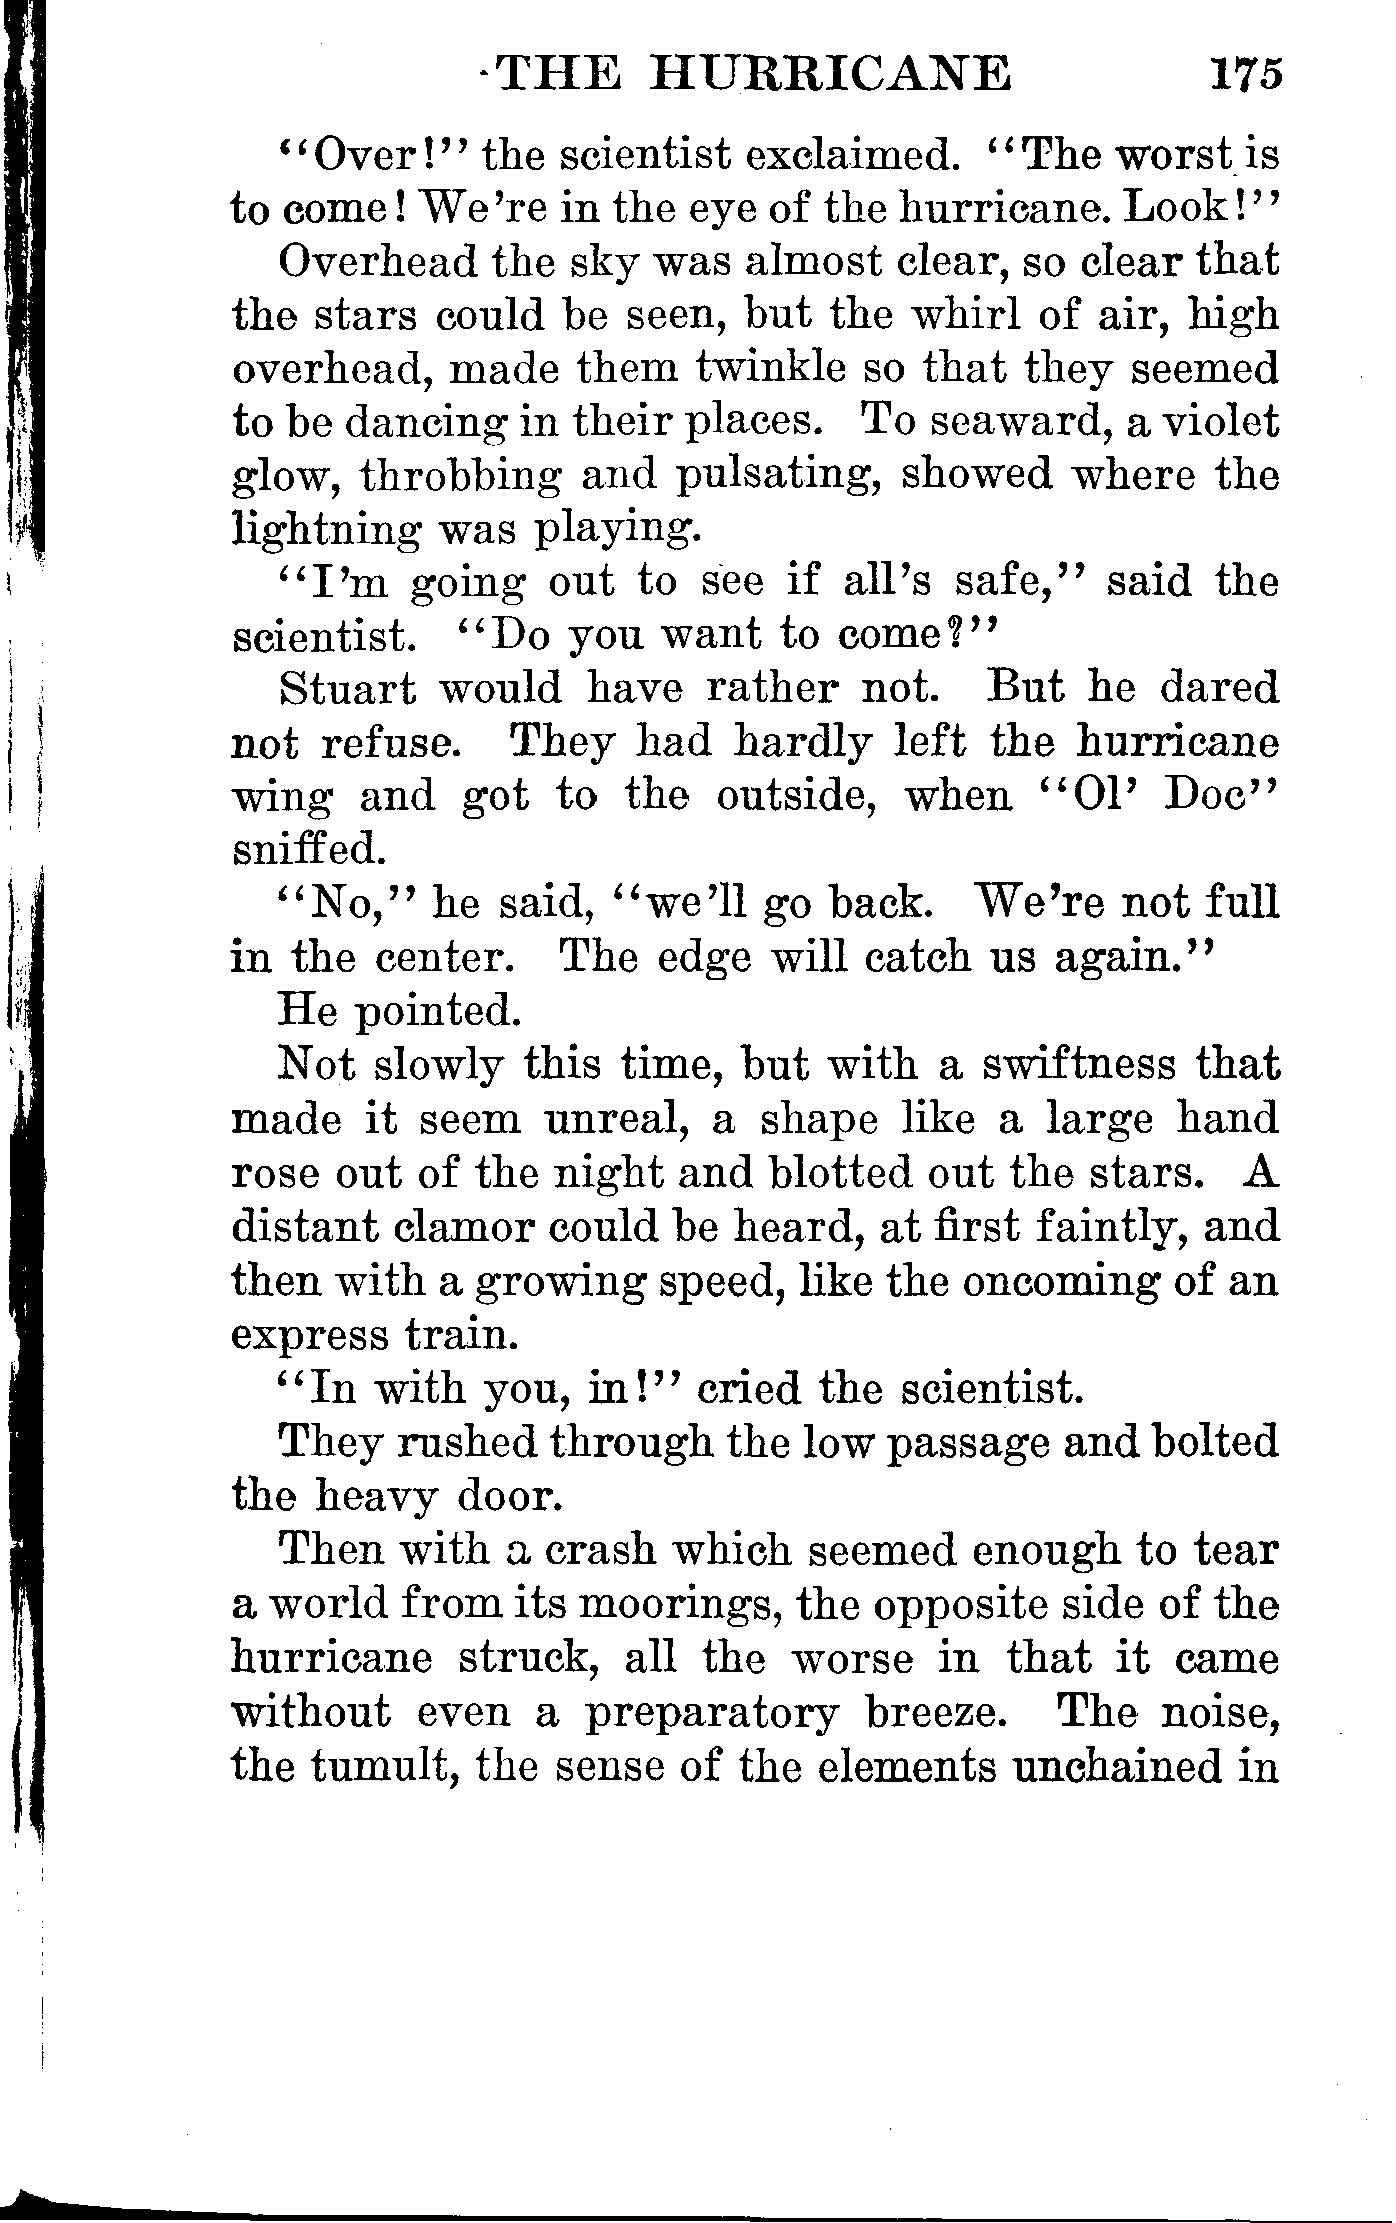 THE HURRICANE 175
"Over!" the scientist exclaimed. "The worst is
to come! We're in the eye of the hurricane. Look!"
Overhead the sky was almost clear, so clear that
the stars could be seen, but the whirl of air, high
overhead, made them twinkle so that they seemed
to be dancing in their places. To seaward, a violet
glow, throbbing and pulsating, showed where the
lightning was playing.
"I'm going out to see if all's safe," said the
scientist. "Do you want to come?"
Stuart would have rather not. But he dared
not refuse. They had hardly left the hurricane
wing and got to the outside, when "Ol' Doc"
sniffed.
"No," he said, "we'll go back. We're not full
in the center. The edge will catch us again."
He pointed.
Not slowly this time, but with a swiftness that
made it seem unreal, a shape like a large hand
rose out of the night and blotted out the stars. A
distant clamor could be heard, at first faintly, and
then with a growing speed, like the oncoming of an
express train.
"In with you, in!" cried the scientist.
They rushed through the low passage and bolted
the heavy door.
Then with a crash which seemed enough to tear
a world from its moorings, the opposite side of the
hurricane struck, all the worse in that it came
without even a preparatory breeze. The noise,
the tumult, the sense of the elements unchained in